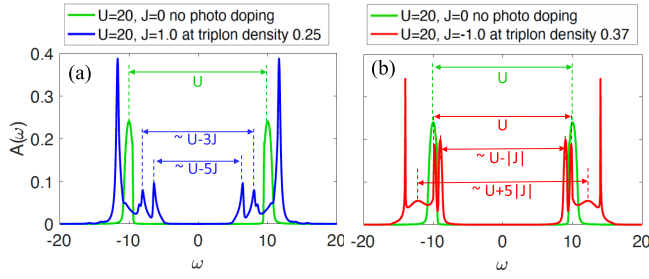 U=20, J=0 no photo doping
U=20, J=1.0 at triplon density 0.25
U=20, J=0 no photo doping
U=20, J=-1.0 at triplon density 0.37
(a)
(b)
A(ω)
0.4
0.3
0.2
0.1
0
U
~ U-3J
~ U-5J
U
U
~ U-|J|
~ U+5|J|
-20 -10 0 10 20
-20 -10 0 10 20
ω
ω